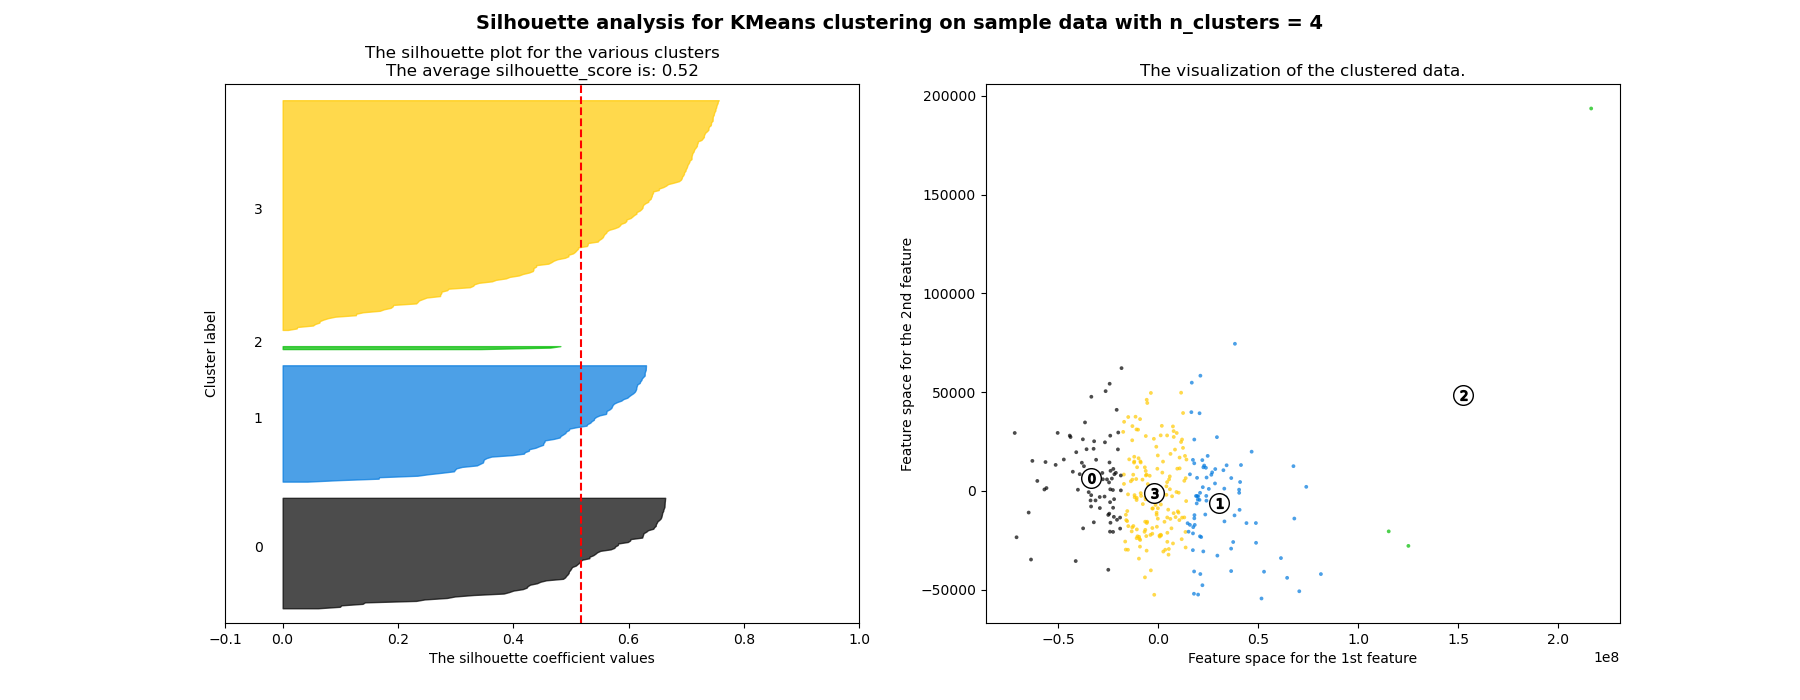 Silhouette analysis for KMeans clustering on sample data with n_clusters = 4
The silhouette plot for the various clusters
The average silhouette_score is: 0.52
Cluster label
3
2
1
0
−0.1 0.0 0.2 0.4 0.6 0.8 1.0
The silhouette coefficient values
The visualization of the clustered data.
Feature space for the 2nd feature
200000
150000
100000
50000
0
−50000
2
0
3
1
−0.5 0.0 0.5 1.0 1.5 2.0
1e8
Feature space for the 1st feature